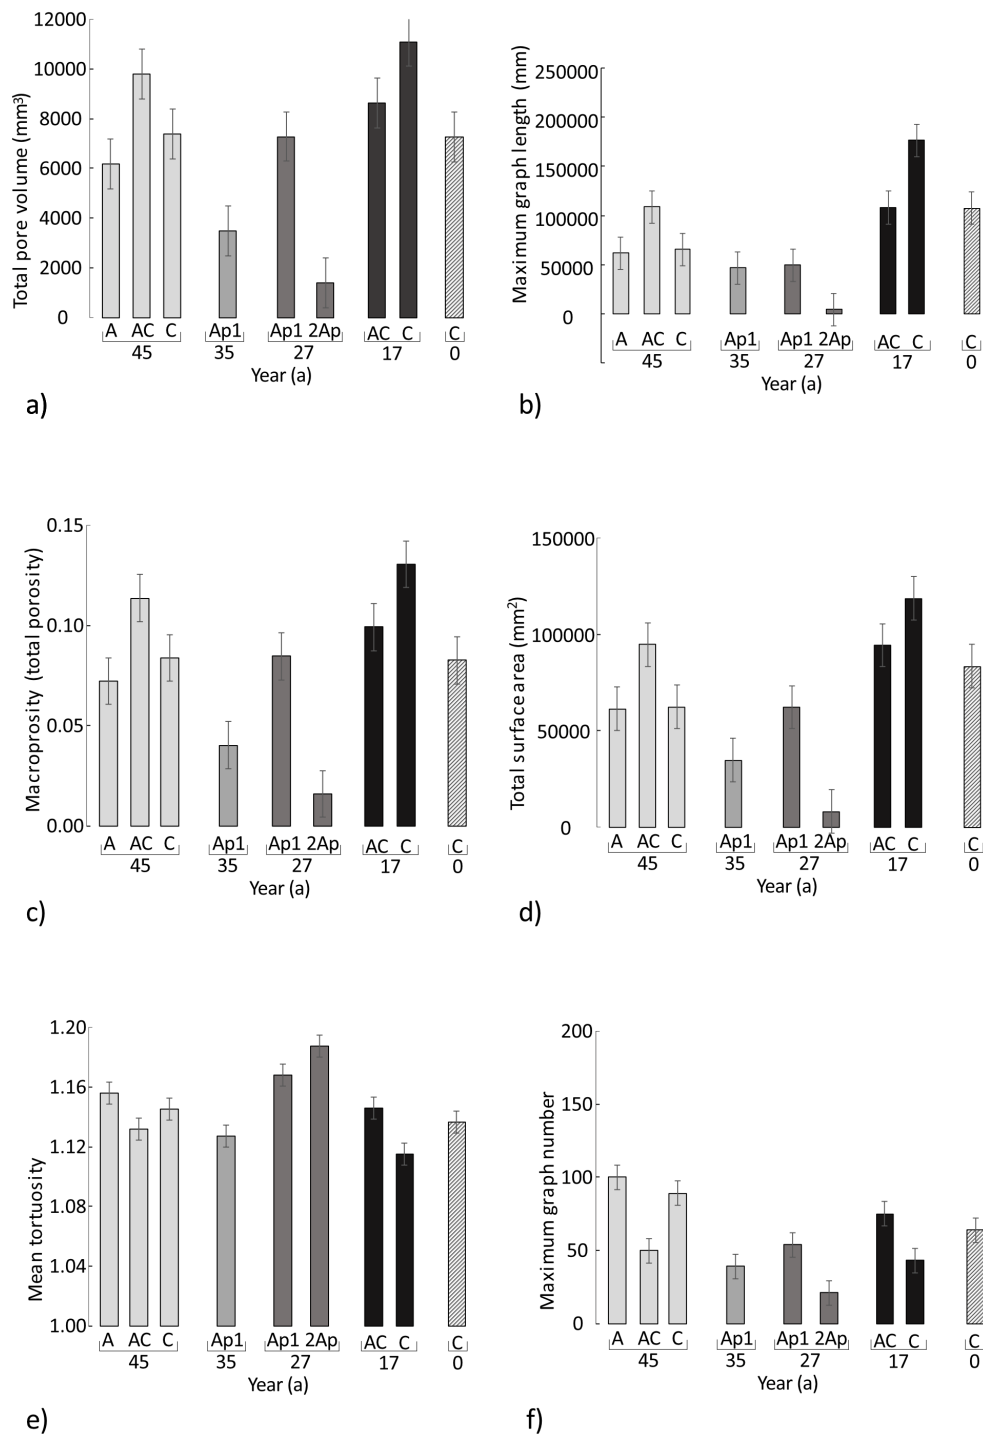 Total pore volume (mm³)
12000
10000
8000
6000
4000
2000
0
A AC C Ap1 Ap1 2Ap AC C C
45 35 27 17 0
Year (a)
a)
Maximum graph length (mm)
250000
200000
150000
100000
50000
0
A AC C Ap1 Ap1 2Ap AC C C
45 35 27 17 0
Year (a)
b)
Macroprosity (total porosity)
0.15
0.10
0.05
0.00
A AC C Ap1 Ap1 2Ap AC C C
45 35 27 17 0
Year (a)
c)
Total surface area (mm²)
150000
100000
50000
0
A AC C Ap1 Ap1 2Ap AC C C
45 35 27 17 0
Year (a)
d)
Mean tortuosity
1.20
1.16
1.12
1.08
1.04
1.00
A AC C Ap1 Ap1 2Ap AC C C
45 35 27 17 0
Year (a)
e)
Maximum graph number
200
150
100
50
0
A AC C Ap1 Ap1 2Ap AC C C
45 35 27 17 0
Year (a)
f)